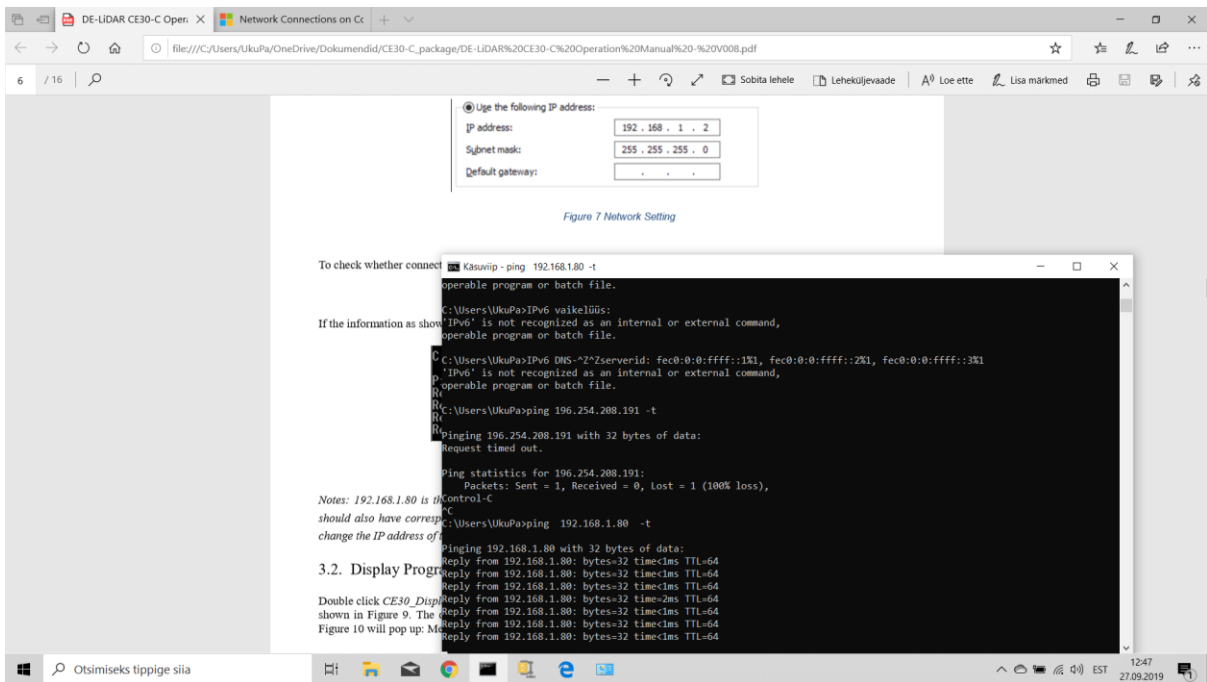 DE-LiDAR CE30-C Oper
Network Connections on Cc
file:///C:/Users/UkuPa/OneDrive/Dokumendid/CE30-C_package/DE-LiDAR%20CE30-C%20Operation%20Manual%20-%20V008.pdf
6 / 16
Sobita lehele
Leheküljevaade
Loe ette
Lisa märkmed
Use the following IP address:
IP address: 192 . 168 . 1 . 2
Subnet mask: 255 . 255 . 255 . 0
Default gateway: . . .
Figure 7 Network Setting
To check whether connect
If the information as show
Notes: 192.168.1.80 is th
should also have corresp
change the IP address of t
3.2. Display Progr
Double click CE30_Displ
shown in Figure 9. The
Figure 10 will pop up: Me
Käsuviip - ping 192.168.1.80 -t
operable program or batch file.
C:\Users\UkuPa>IPv6 vaikelüüs:
'IPv6' is not recognized as an internal or external command,
operable program or batch file.
C:\Users\UkuPa>IPv6 DNS-^Z^Zserverid: fec0:0:0:ffff::1%1, fec0:0:0:ffff::2%1, fec0:0:0:ffff::3%1
'IPv6' is not recognized as an internal or external command,
operable program or batch file.
C:\Users\UkuPa>ping 196.254.208.191 -t
Pinging 196.254.208.191 with 32 bytes of data:
Request timed out.
Ping statistics for 196.254.208.191:
Packets: Sent = 1, Received = 0, Lost = 1 (100% loss),
Control-C
^C
C:\Users\UkuPa>ping 192.168.1.80 -t
Pinging 192.168.1.80 with 32 bytes of data:
Reply from 192.168.1.80: bytes=32 time<1ms TTL=64
Reply from 192.168.1.80: bytes=32 time<1ms TTL=64
Reply from 192.168.1.80: bytes=32 time<1ms TTL=64
Reply from 192.168.1.80: bytes=32 time=2ms TTL=64
Reply from 192.168.1.80: bytes=32 time<1ms TTL=64
Reply from 192.168.1.80: bytes=32 time<1ms TTL=64
Reply from 192.168.1.80: bytes=32 time<1ms TTL=64
Otsimiseks tippige siia
EST
12:47
27.09.2019